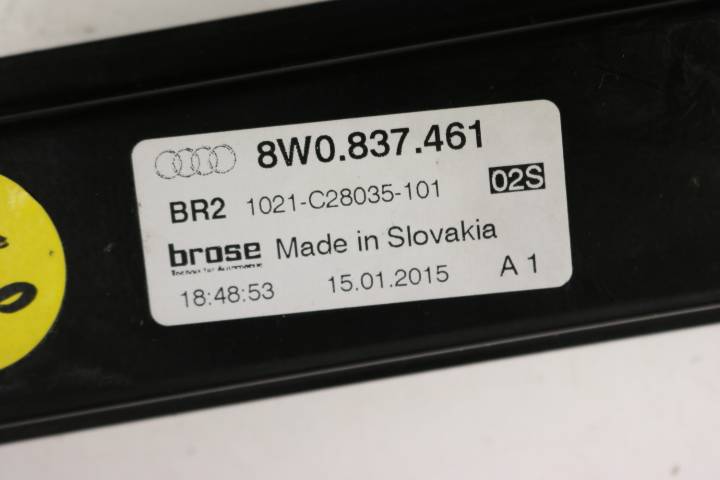 8W0.837.461
BR2 1021-C28035-101 02S
brose Made in Slovakia
18:48:53 15.01.2015 A 1